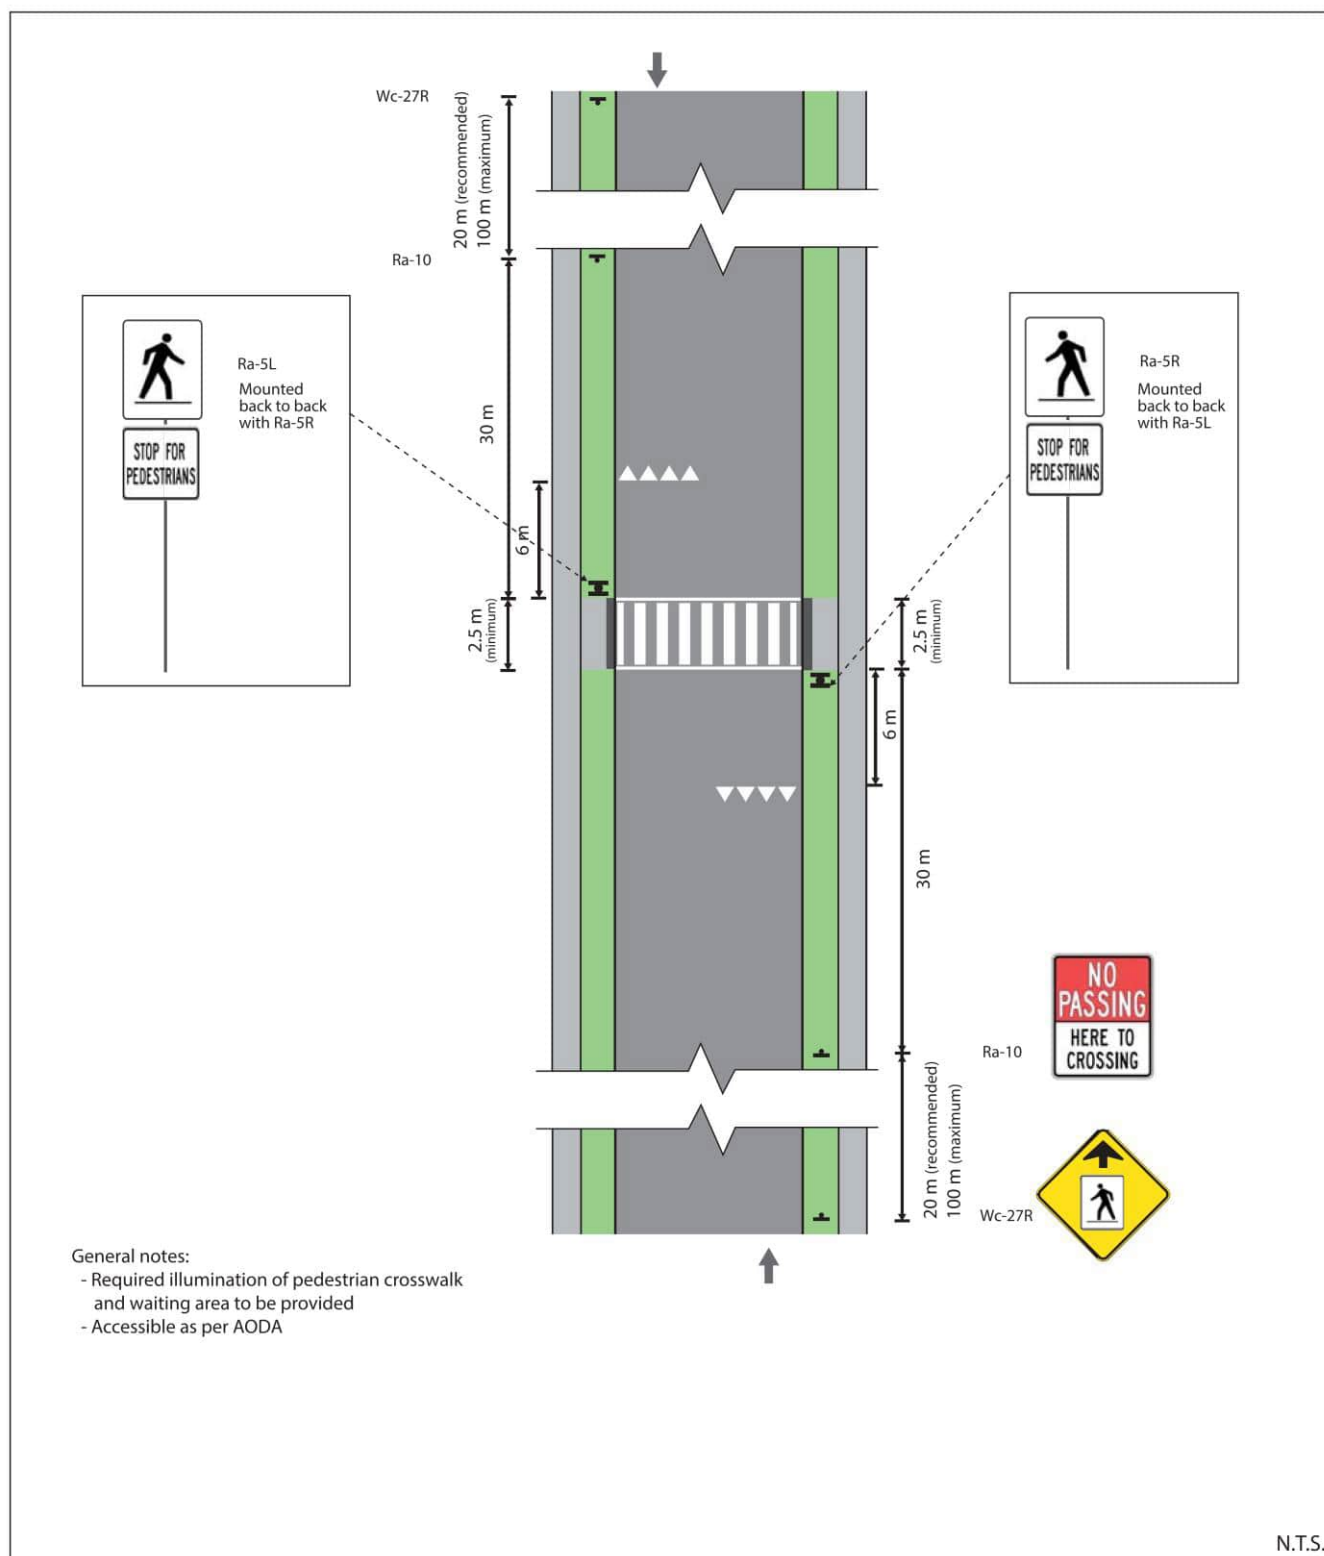 Wc-27R
20 m (recommended)
100 m (maximum)
Ra-10
30 m
6 m
2.5 m
(minimum)
Ra-5L
Mounted
back to back
with Ra-5R
STOP FOR
PEDESTRIANS
Ra-5R
Mounted
back to back
with Ra-5L
STOP FOR
PEDESTRIANS
2.5 m
(minimum)
6 m
30 m
Ra-10
NO
PASSING
HERE TO
CROSSING
20 m (recommended)
100 m (maximum)
Wc-27R
General notes:
- Required illumination of pedestrian crosswalk
and waiting area to be provided
- Accessible as per AODA
N.T.S.